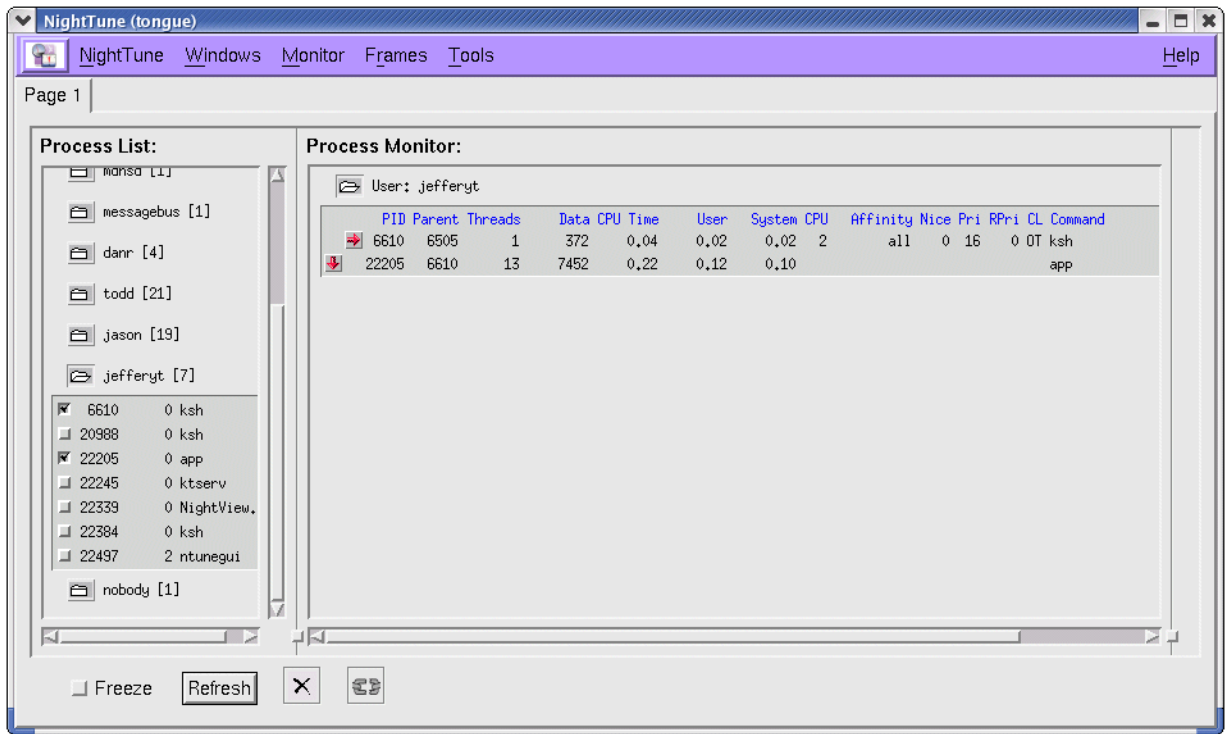 NightTune (tongue)
NightTune Windows Monitor Frames Tools Help
Page 1
Process List:
mdnsd [1]
messagebus [1]
danr [4]
todd [21]
jason [19]
jefferyt [7]
6610 0 ksh
20988 0 ksh
22205 0 app
22245 0 ktserv
22339 0 NightView.
22384 0 ksh
22497 2 ntunegui
nobody [1]
Process Monitor:
User: jefferyt
PID Parent Threads Data CPU Time User System CPU Affinity Nice Pri RPri CL Command
6610 6505 1 372 0.04 0.02 0.02 2 all 0 16 0 OT ksh
22205 6610 13 7452 0.22 0.12 0.10 app
Freeze Refresh